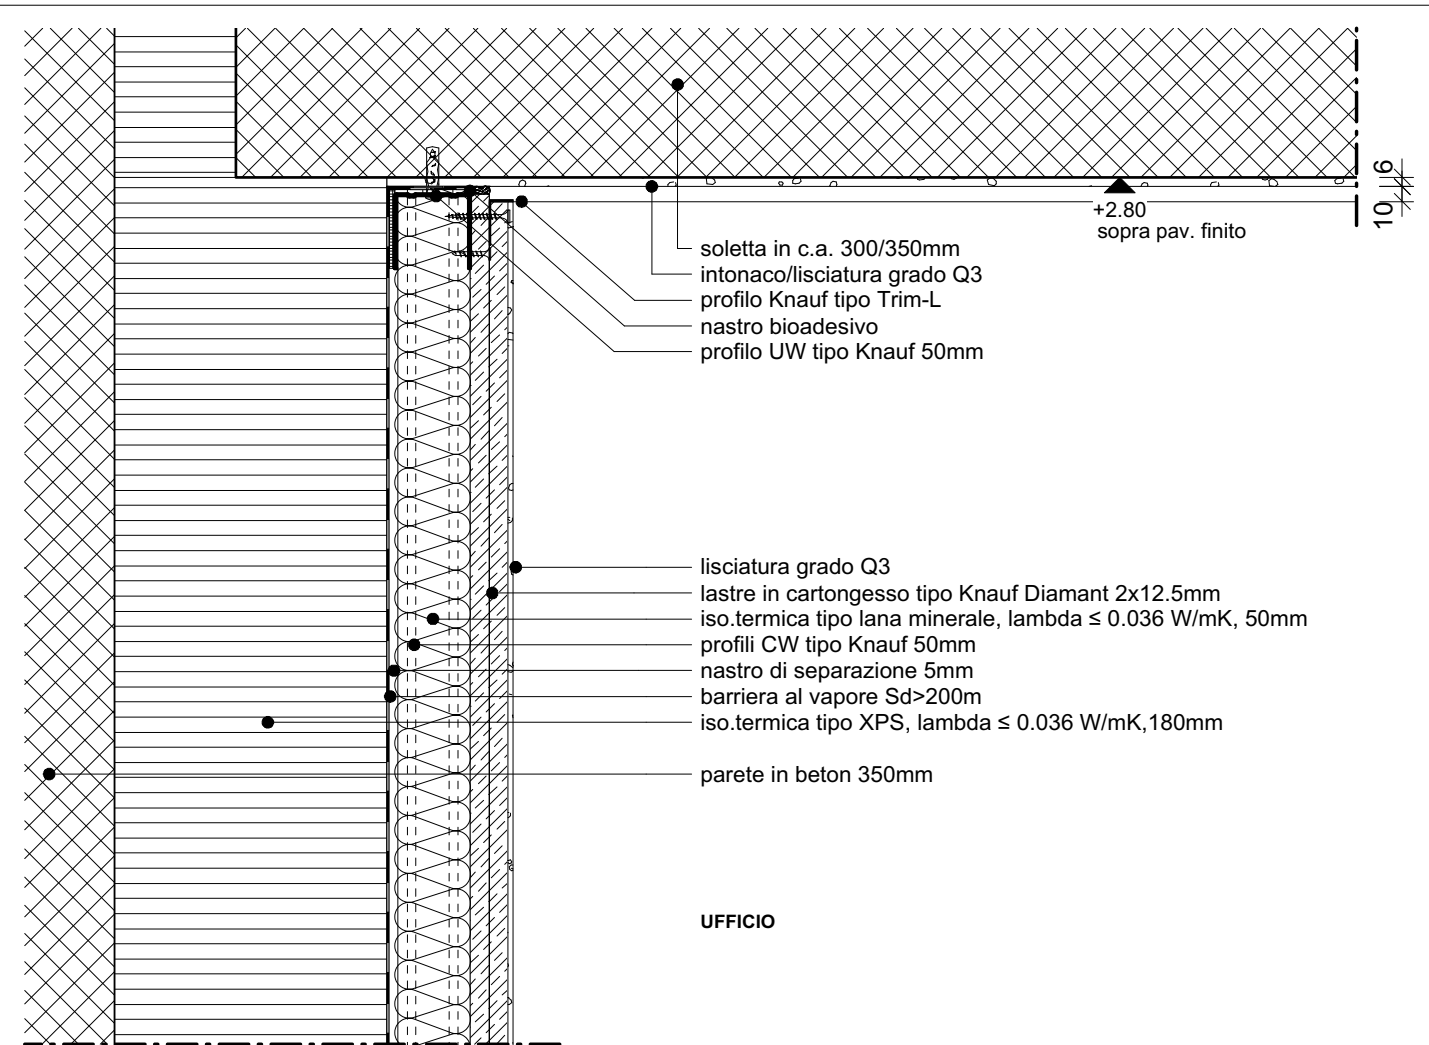 6
10
+2.80
sopra pav. finito
soletta in c.a. 300/350mm
intonaco/lisciatura grado Q3
profilo Knauf tipo Trim-L
nastro bioadesivo
profilo UW tipo Knauf 50mm
lisciatura grado Q3
lastre in cartongesso tipo Knauf Diamant 2x12.5mm
iso.termica tipo lana minerale, lambda ≤ 0.036 W/mK, 50mm
profili CW tipo Knauf 50mm
nastro di separazione 5mm
barriera al vapore Sd>200m
iso.termica tipo XPS, lambda ≤ 0.036 W/mK,180mm
parete in beton 350mm
UFFICIO